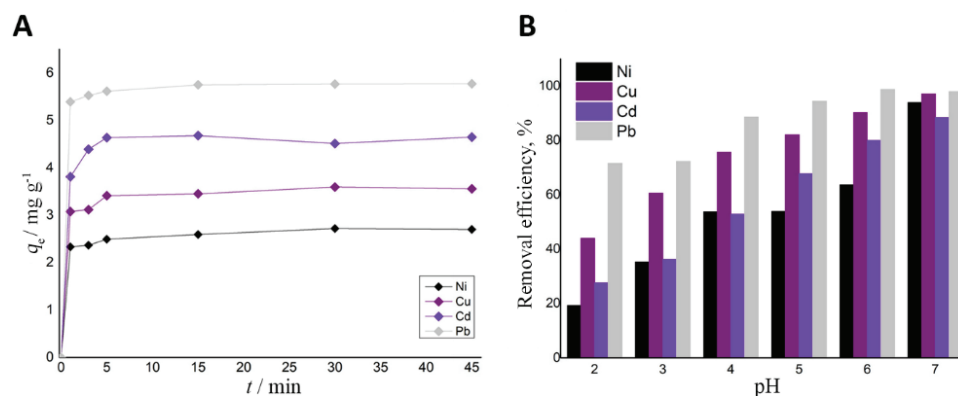 A
6
5
4
3
2
1
0
qe / mg g-1
0 5 10 15 20 25 30 35 40 45
t / min
Ni
Cu
Cd
Pb
B
Ni
Cu
Cd
Pb
100
80
60
40
20
0
Removal efficiency, %
2 3 4 5 6 7
pH